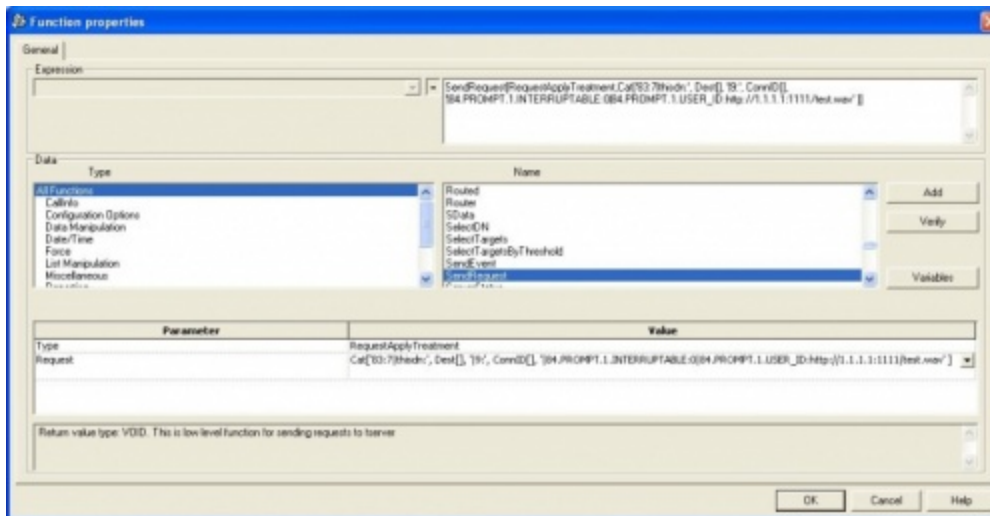 Function properties
General
Expression
= SendRequest[RequestApplyTreatment,Cat['83:7|thisdn:', Dest[], '|9:', ConnID[],
'|84.PROMPT.1.INTERRUPTABLE:0|84.PROMPT.1.USER_ID:http://1.1.1.1:1111/test.wav' ]]
Data
Type Name
All Functions
CallInfo
Configuration Options
Data Manipulation
Date/Time
Force
List Manipulation
Miscellaneous
Routed
Router
SData
SelectDN
SelectTargets
SelectTargetsByThreshold
SendEvent
SendRequest
Add
Verify
Variables
Parameter Value
Type RequestApplyTreatment
Request Cat['83:7|thisdn:', Dest[], '|9:', ConnID[], '|84.PROMPT.1.INTERRUPTABLE:0|84.PROMPT.1.USER_ID:http://1.1.1.1:1111/test.wav' ]
Return value type: VOID. This is low level function for sending requests to tserver
OK Cancel Help